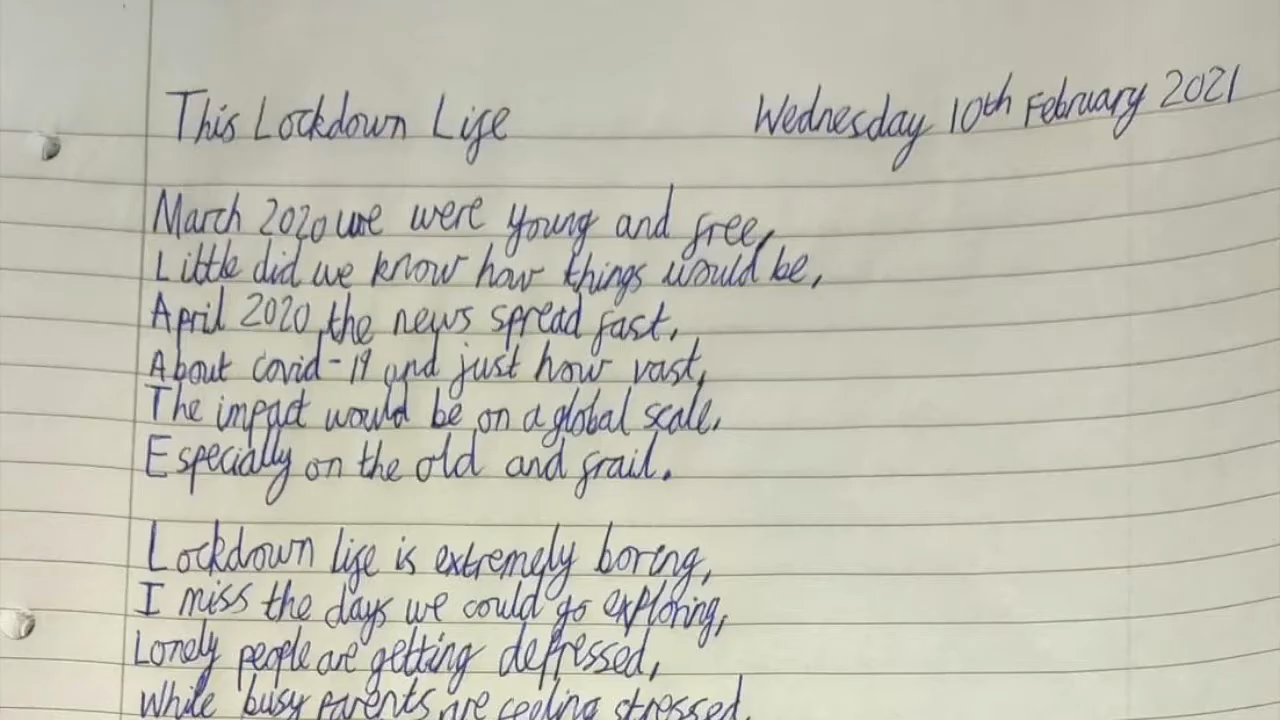 This Lockdown Life Wednesday 10th February 2021
March 2020 we were young and free,
Little did we know how things would be,
April 2020, the news spread fast,
About covid-19 and just how vast,
The impact would be on a global scale,
Especially on the old and frail.
Lockdown life is extremely boring,
I miss the days we could go exploring,
Lonely people are getting depressed,
While busy parents are feeling stressed.